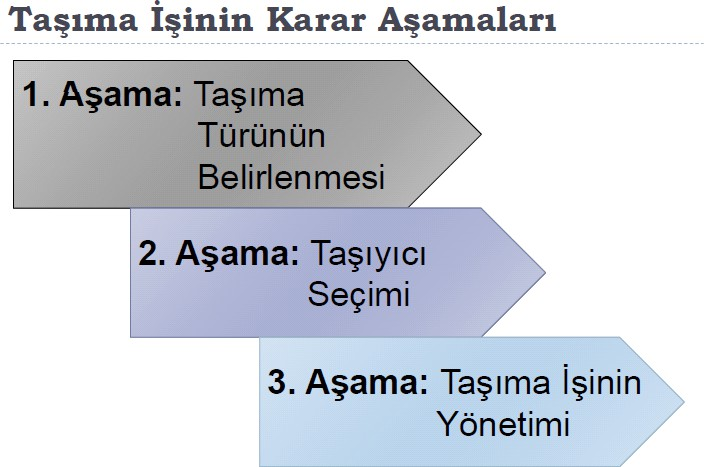 Taşıma İşinin Karar Aşamaları
1. Aşama: Taşıma
Türünün
Belirlenmesi
2. Aşama: Taşıyıcı
Seçimi
3. Aşama: Taşıma İşinin
Yönetimi